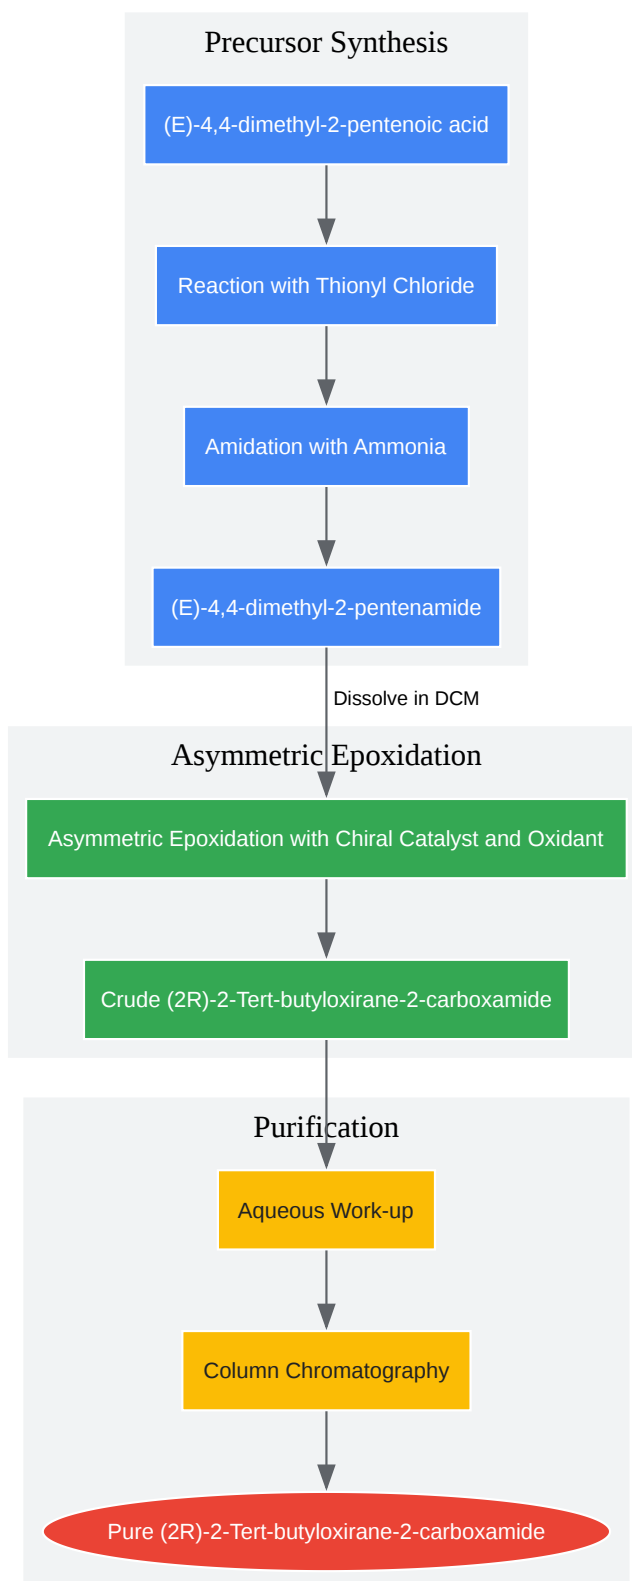 Precursor Synthesis
(E)-4,4-dimethyl-2-pentenoic acid
Reaction with Thionyl Chloride
Amidation with Ammonia
(E)-4,4-dimethyl-2-pentenamide
Dissolve in DCM
Asymmetric Epoxidation
Asymmetric Epoxidation with Chiral Catalyst and Oxidant
Crude (2R)-2-Tert-butyloxirane-2-carboxamide
Purification
Aqueous Work-up
Column Chromatography
Pure (2R)-2-Tert-butyloxirane-2-carboxamide